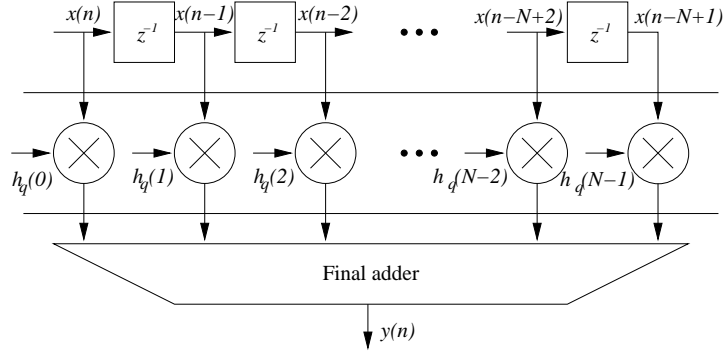 x(n) x(n−1) x(n−2) ••• x(n−N+2) x(n−N+1)
z⁻¹ z⁻¹ z⁻¹
h_q(0) h_q(1) h_q(2) ••• h_q(N−2) h_q(N−1)
Final adder
y(n)